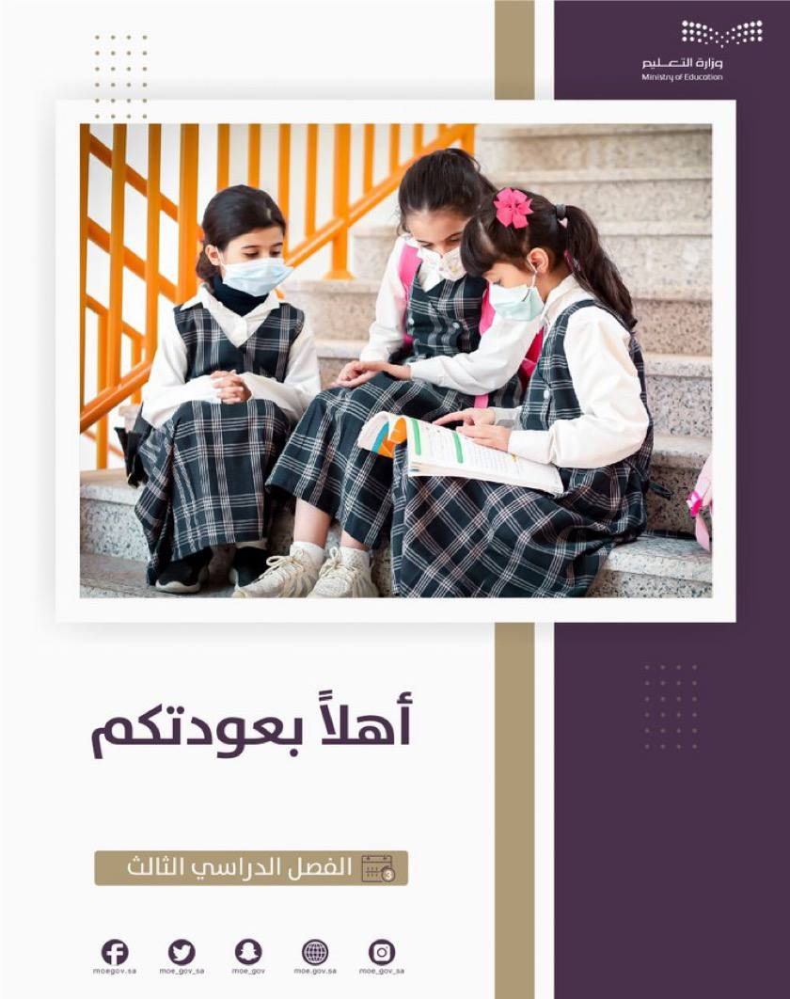 وزارة التعليم
Ministry of Education
أهلاً بعودتكم
الفصل الدراسي الثالث
3
moegov.sa
moe_gov_sa
moe_gov
moe.gov.sa
moe_gov_sa